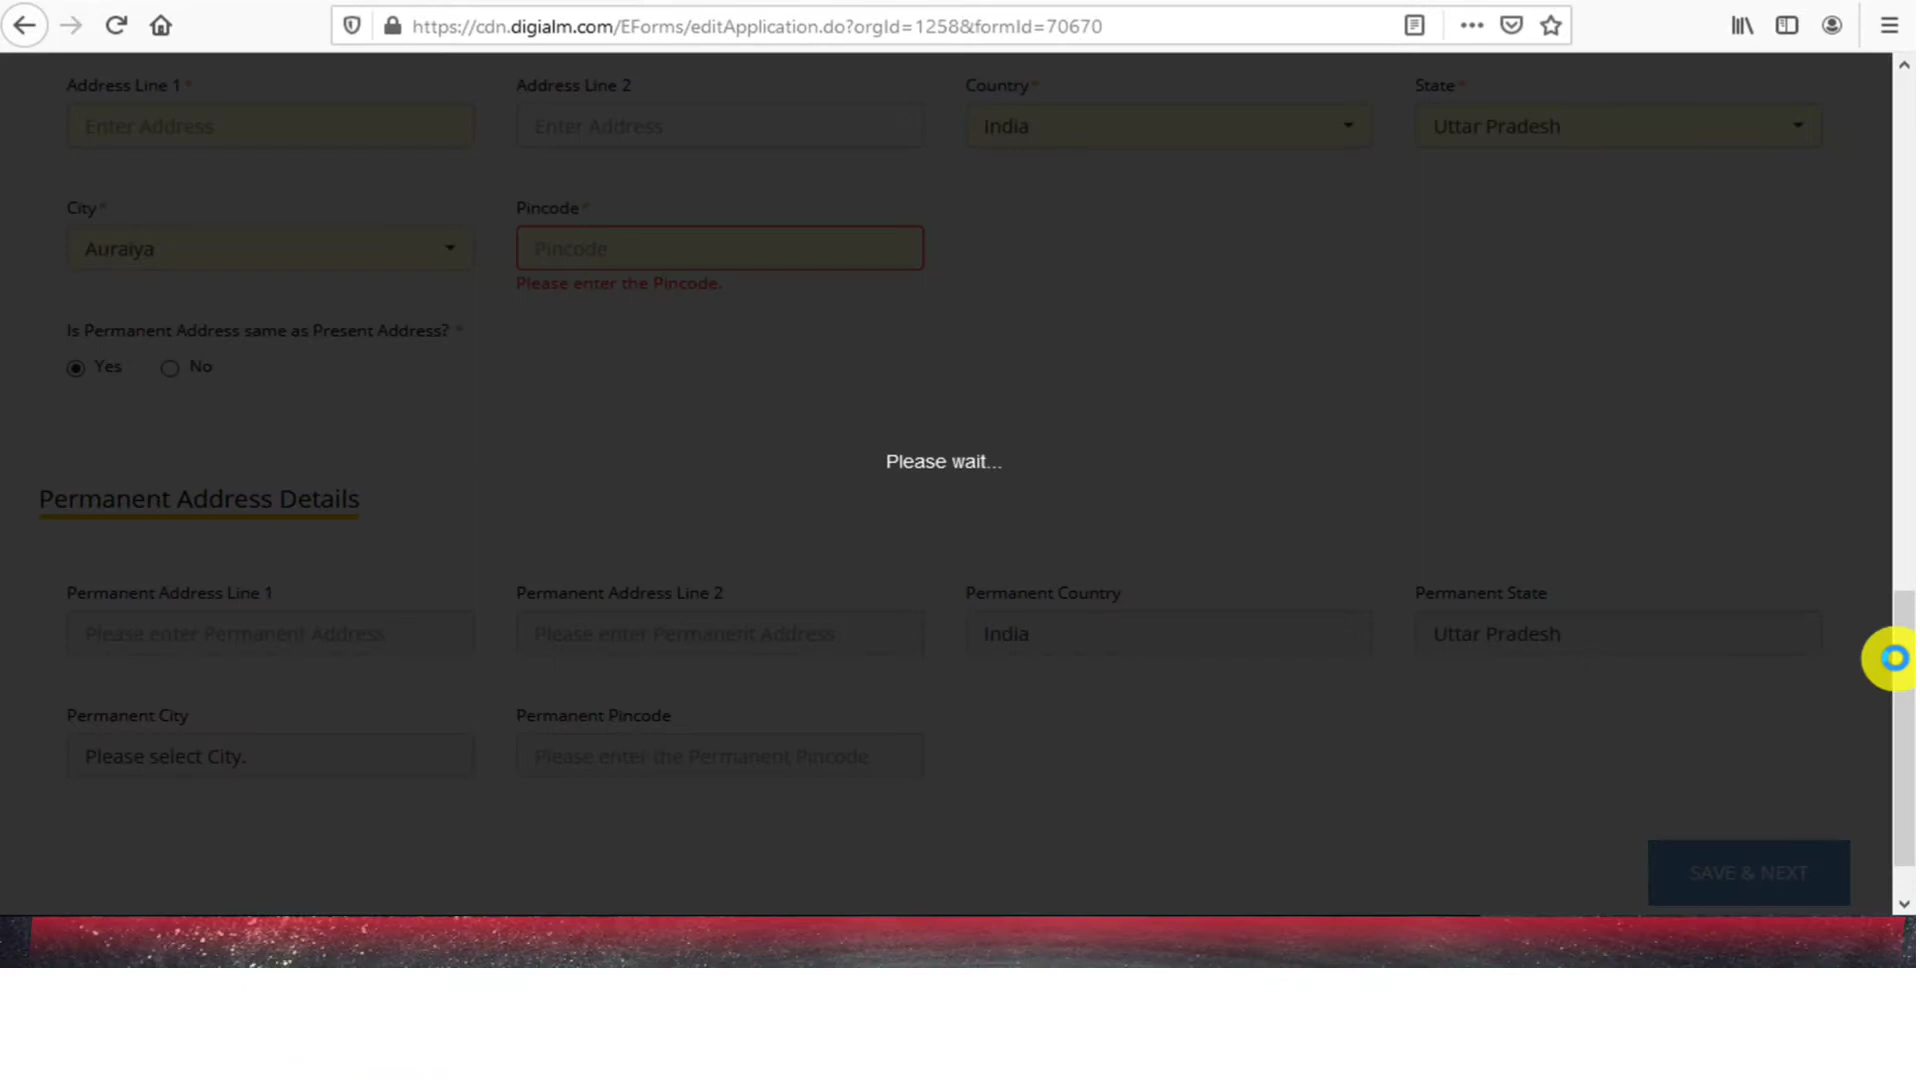 https://cdn.digialm.com/EForms/editApplication.do?orgId=1258&formId=70670
Address Line 1 *
Address Line 2
Country *
State *
Enter Address
Enter Address
India
Uttar Pradesh
City *
Pincode *
Auraiya
Pincode
Please enter the Pincode.
Is Permanent Address same as Present Address? *
Yes
No
Please wait...
Permanent Address Details
Permanent Address Line 1
Permanent Address Line 2
Permanent Country
Permanent State
Please enter Permanent Address
Please enter Permanent Address
India
Uttar Pradesh
Permanent City
Permanent Pincode
Please select City.
Please enter the Permanent Pincode
SAVE & NEXT